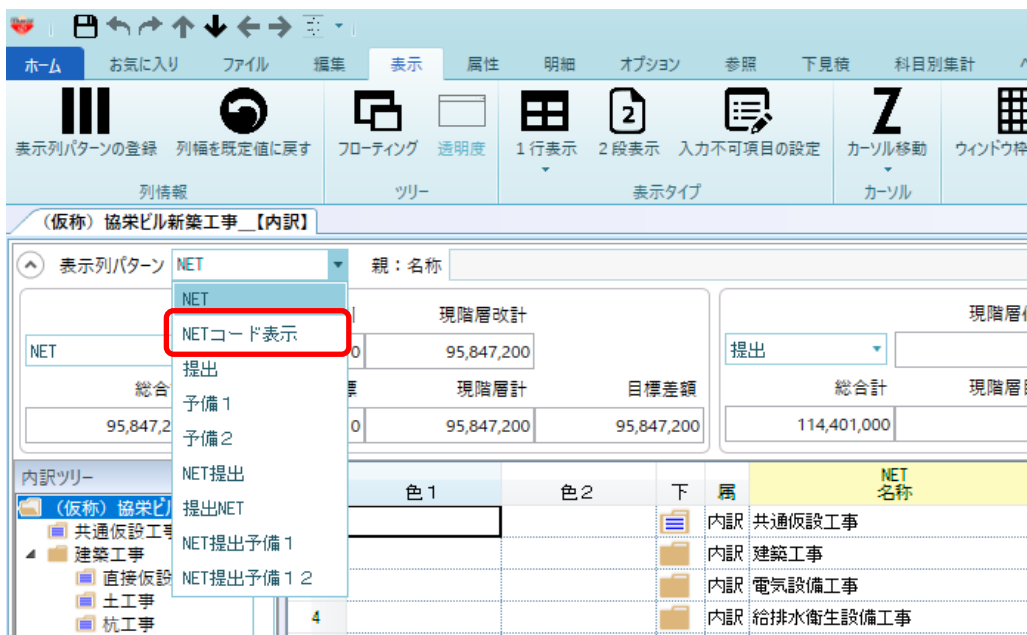 ホーム お気に入り ファイル 編集 表示 属性 明細 オプション 参照 下見積 科目別集計
表示列パターンの登録 列幅を既定値に戻す フローティング 透明度 1行表示 2段表示 入力不可項目の設定 カーソル移動 ウィンドウ枠
列情報 ツリー 表示タイプ カーソル
(仮称)協栄ビル新築工事__【内訳】
表示列パターン NET 親:名称
NET
NETコード表示
提出
予備1
予備2
NET提出
提出NET
NET提出予備1
NET提出予備12
現階層改計
NET 0 95,847,200 提出
総合 現階層計 目標差額 総合計 現階層
95,847,2 0 95,847,200 95,847,200 114,401,000
内訳ツリー 色1 色2 下 属 NET
名称
(仮称)協栄ビ
共通仮設工事
建築工事
直接仮設
土工事
杭工事
内訳 共通仮設工事
内訳 建築工事
内訳 電気設備工事
4 内訳 給排水衛生設備工事